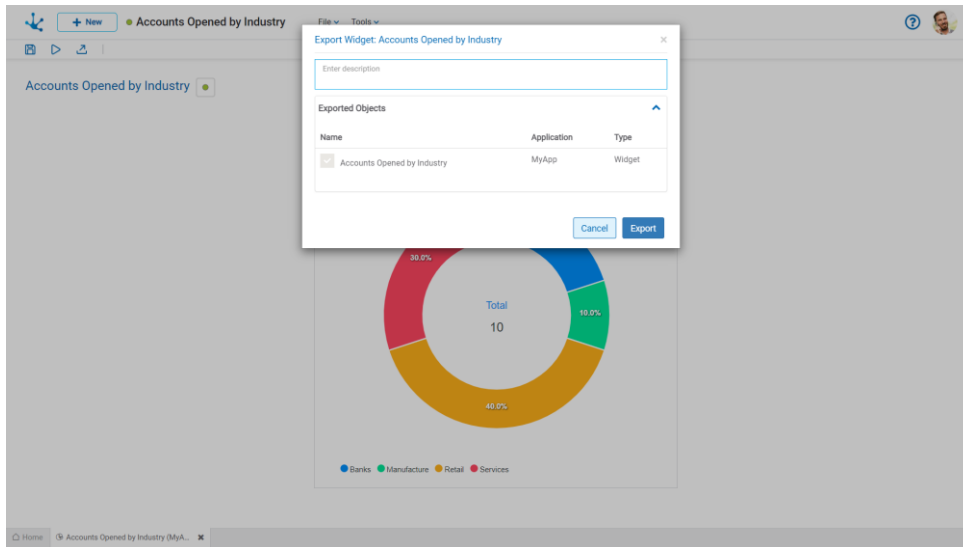 + New
Accounts Opened by Industry
File
Tools
?
Export Widget: Accounts Opened by Industry
×
Enter description
Accounts Opened by Industry
Exported Objects
Name Application Type
Accounts Opened by Industry MyApp Widget
Cancel Export
30.0%
Total
10
10.0%
40.0%
Banks Manufacture Retail Services
Home Accounts Opened by Industry (MyA...